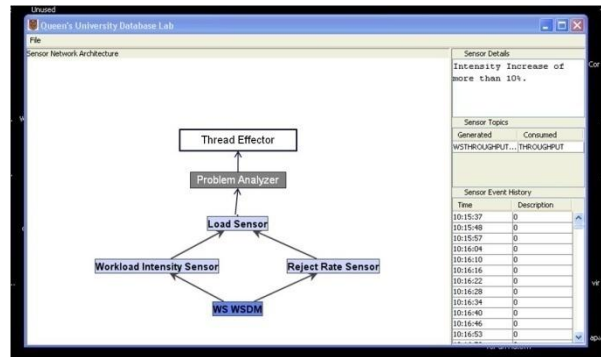 Unused
Queen's University Database Lab
File
Sensor Network Architecture
Thread Effector
Problem Analyzer
Load Sensor
Workload Intensity Sensor
Reject Rate Sensor
WS WSDM
Sensor Details
Intensity Increase of
more than 10%.
Sensor Topics
Generated Consumed
WSTHROUGHPUT... THROUGHPUT
Sensor Event History
Time Description
10:15:37 0
10:15:48 0
10:15:57 0
10:16:04 0
10:16:10 0
10:16:16 0
10:16:22 0
10:16:28 0
10:16:34 0
10:16:40 0
10:16:46 0
10:16:53 0
Cor
vir
apa